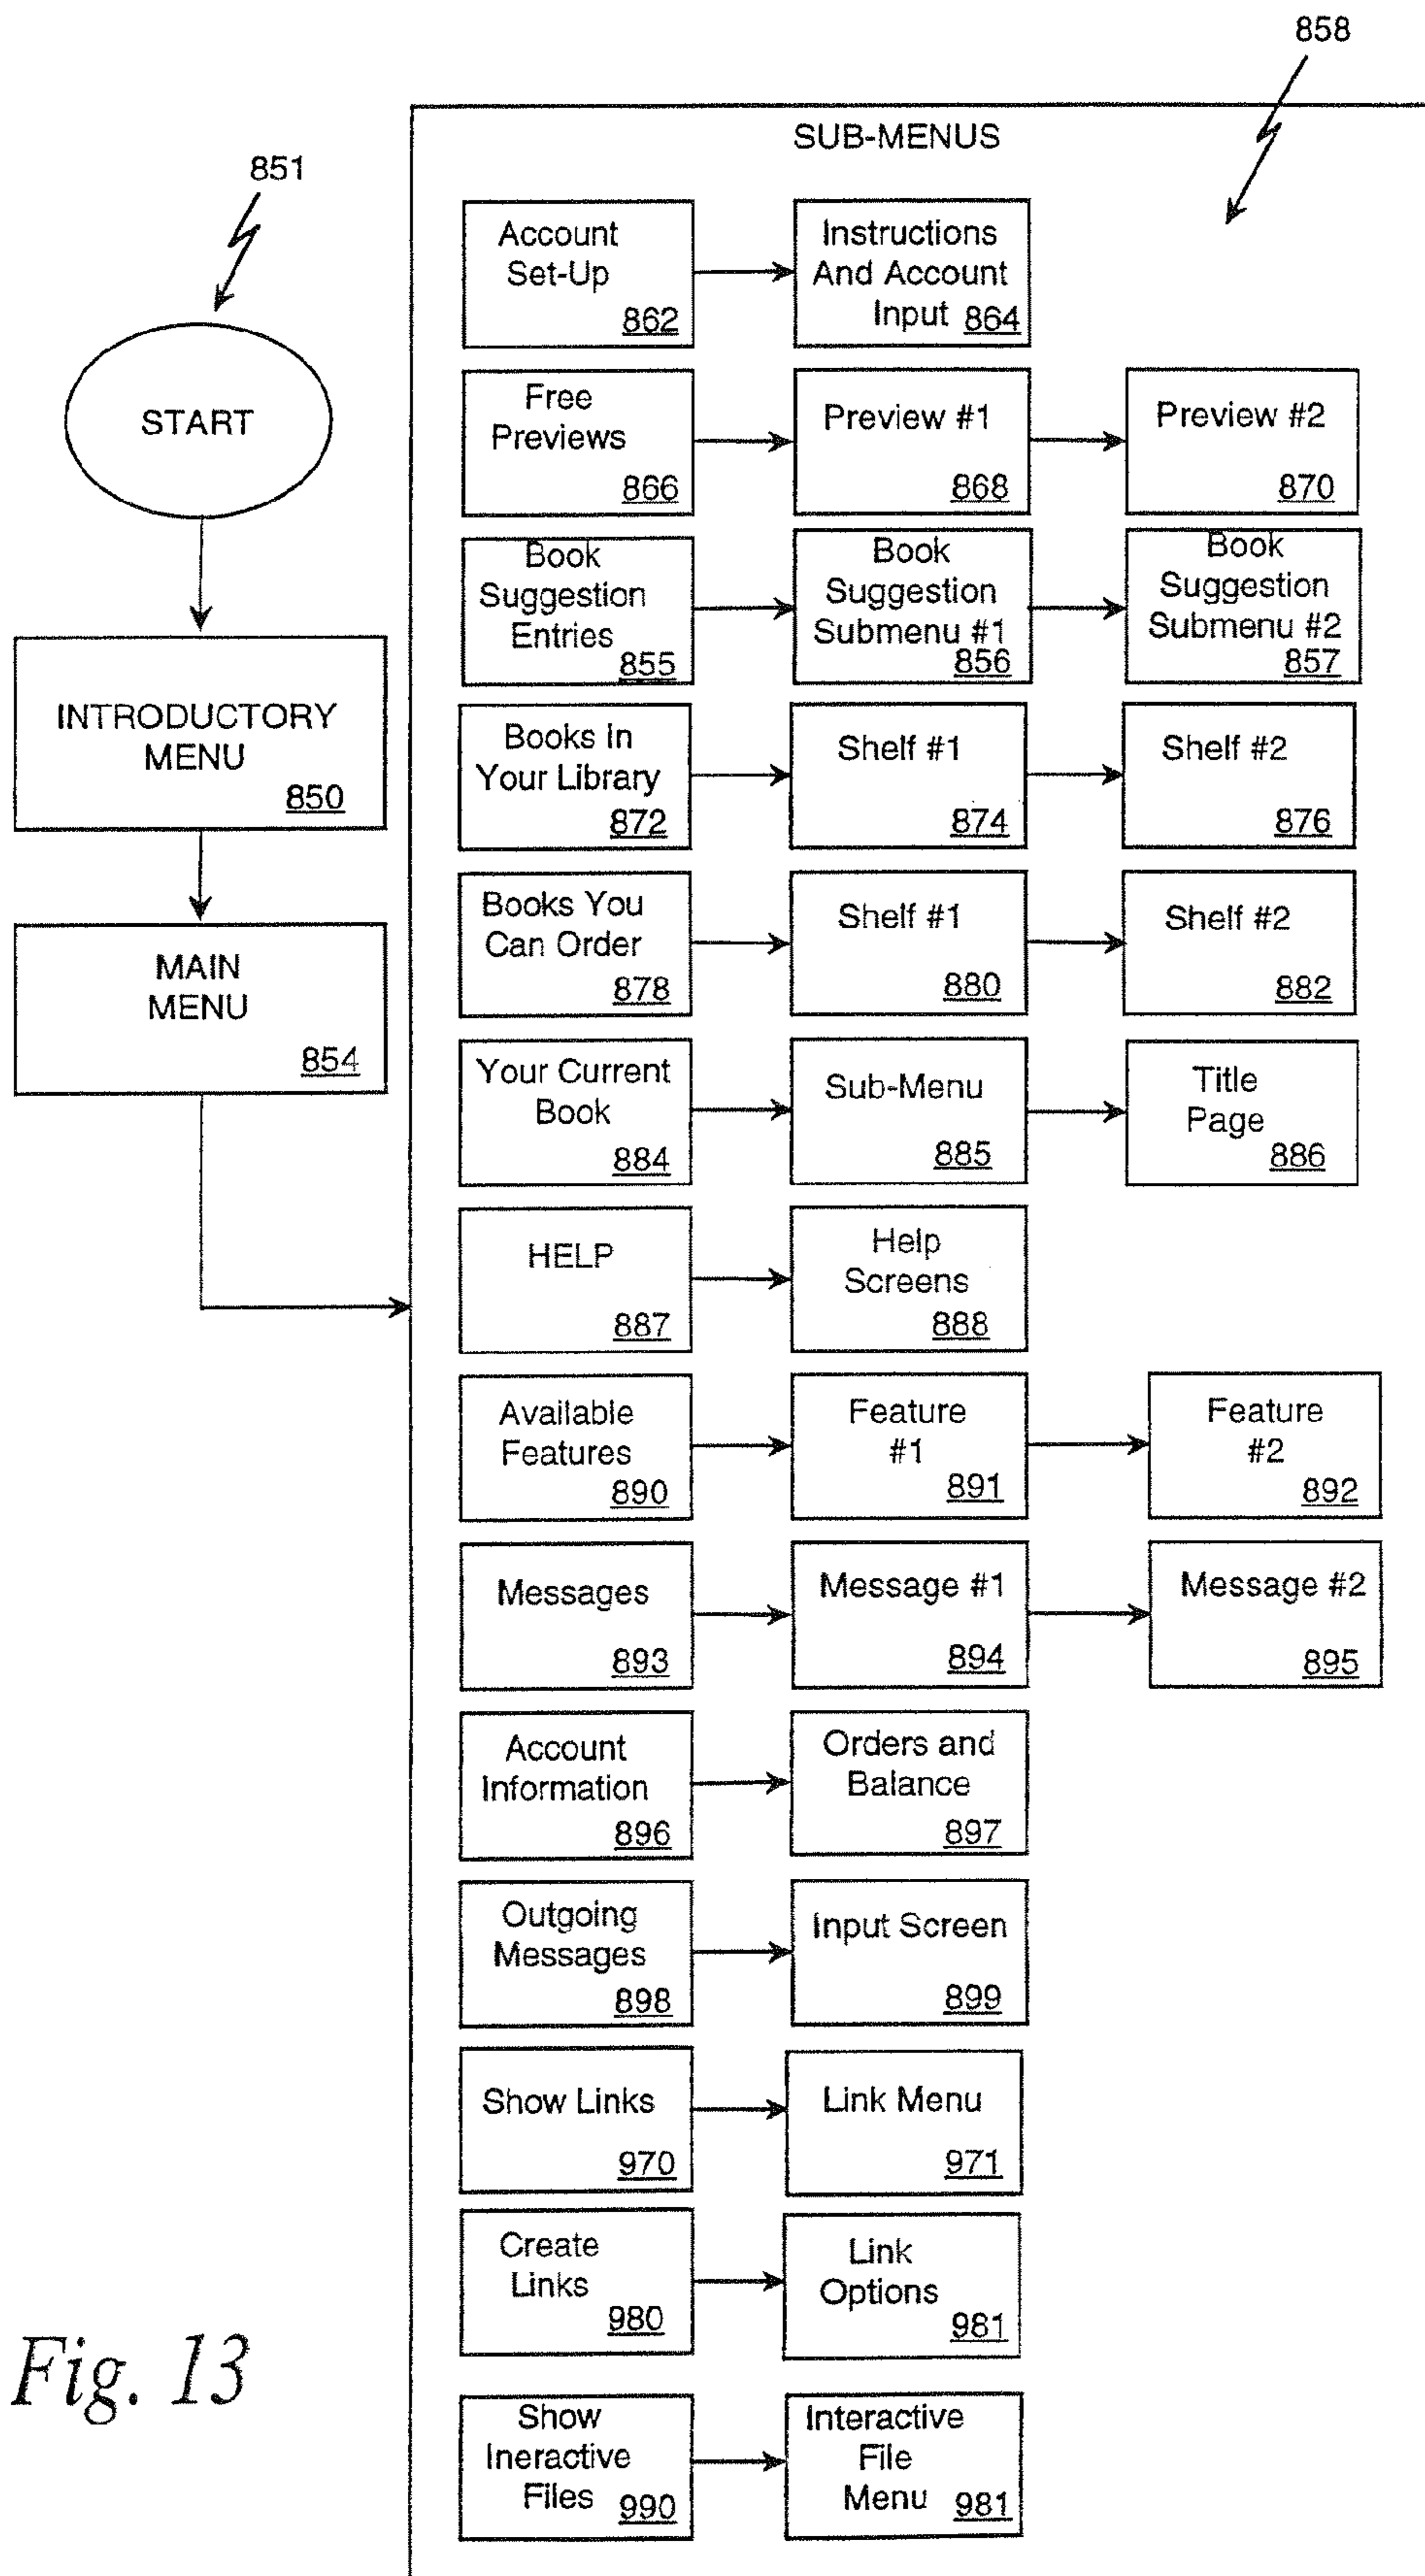 858
SUB-MENUS
851
START
INTRODUCTORY
MENU
850
MAIN
MENU
854
Account
Set-Up
862
Instructions
And Account
Input 864
Free
Previews
866
Preview #1
868
Preview #2
870
Book
Suggestion
Entries
855
Book
Suggestion
Submenu #1
856
Book
Suggestion
Submenu #2
857
Books In
Your Library
872
Shelf #1
874
Shelf #2
876
Books You
Can Order
878
Shelf #1
880
Shelf #2
882
Your Current
Book
884
Sub-Menu
885
Title
Page
886
HELP
887
Help
Screens
888
Available
Features
890
Feature
#1
891
Feature
#2
892
Messages
893
Message #1
894
Message #2
895
Account
Information
896
Orders and
Balance
897
Outgoing
Messages
898
Input Screen
899
Show Links
970
Link Menu
971
Create
Links
980
Link
Options
981
Show
Ineractive
Files 990
Interactive
File
Menu 981
Fig. 13